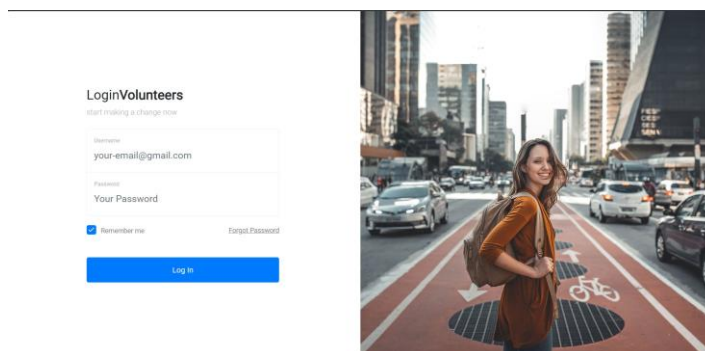 LoginVolunteers
start making a change now
Username
your-email@gmail.com
Password
Your Password
Remember me
Forgot Password
Log In